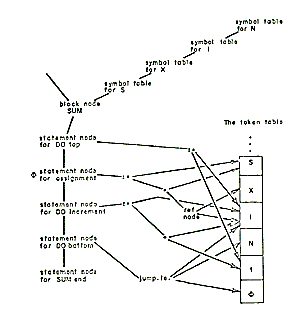 symbol table
for N
symbol table
for I
symbol table
for X
symbol table
for S
block node
SUM
The token table
statement node
for DO top
statement node
for assignment
statement node
for DO increment
statement node
for DO bottom
statement node
for SUM end
ref
node
jump.le.
S
X
I
N
1
Φ
Φ